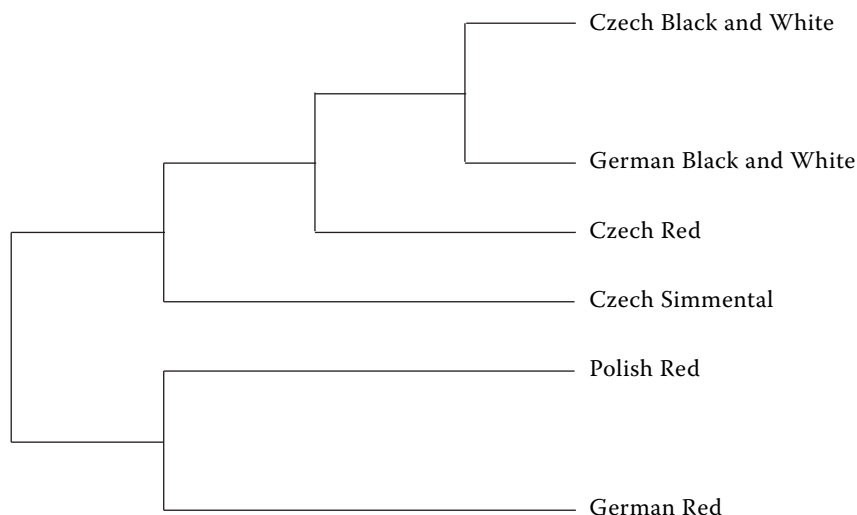 Czech Black and White
German Black and White
Czech Red
Czech Simmental
Polish Red
German Red